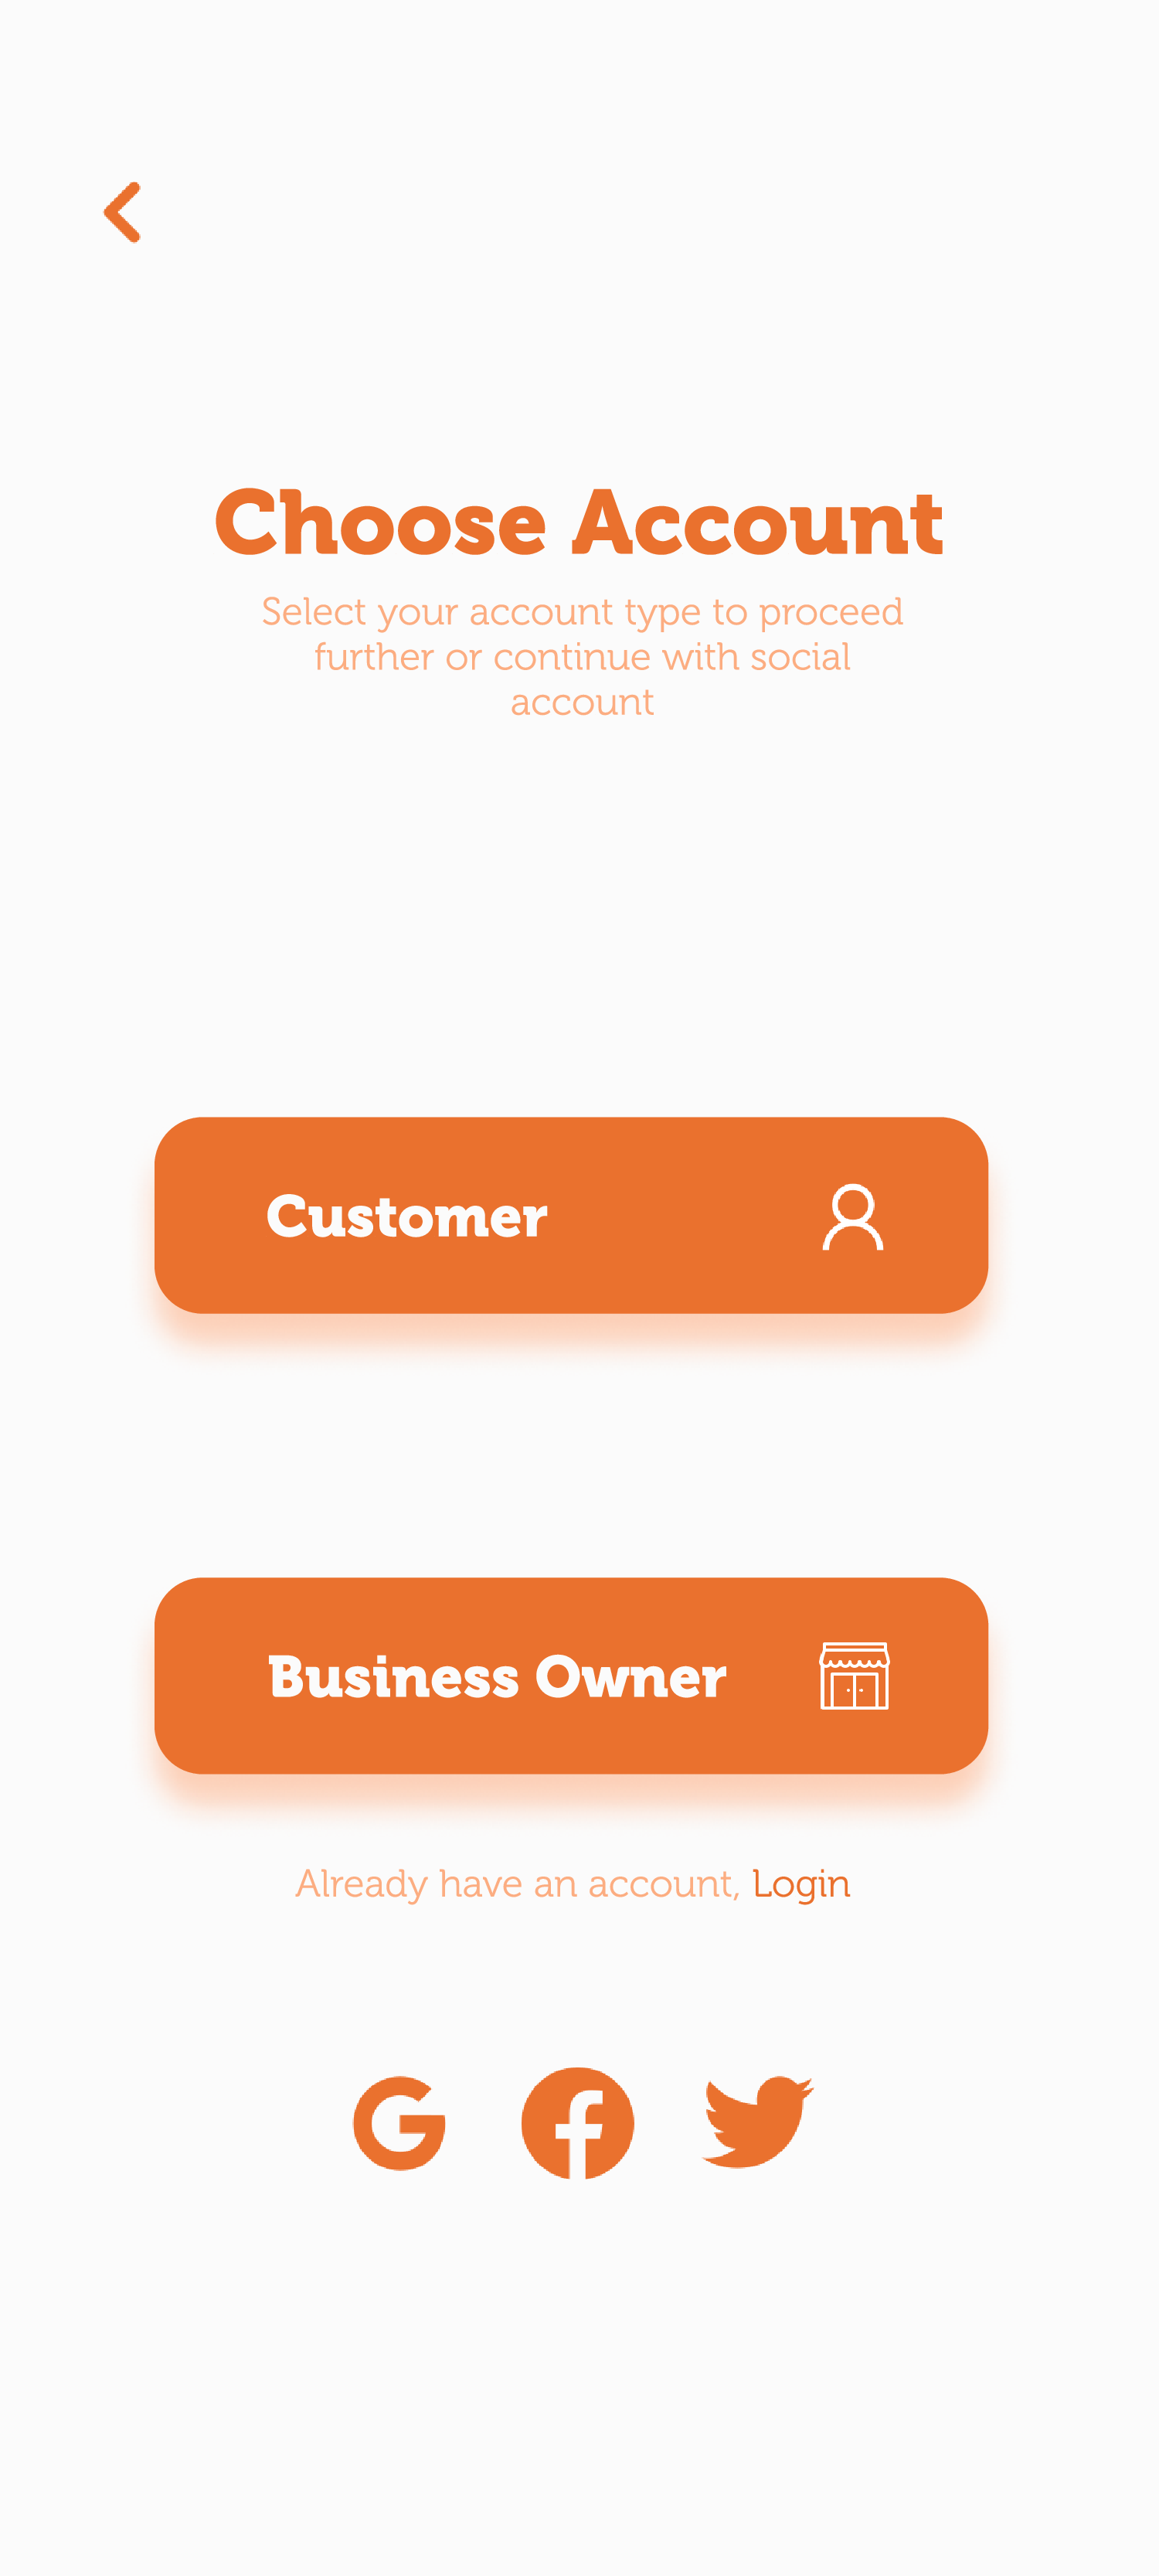 Choose Account
Select your account type to proceed
further or continue with social
account
Customer
Business Owner
Already have an account, Login